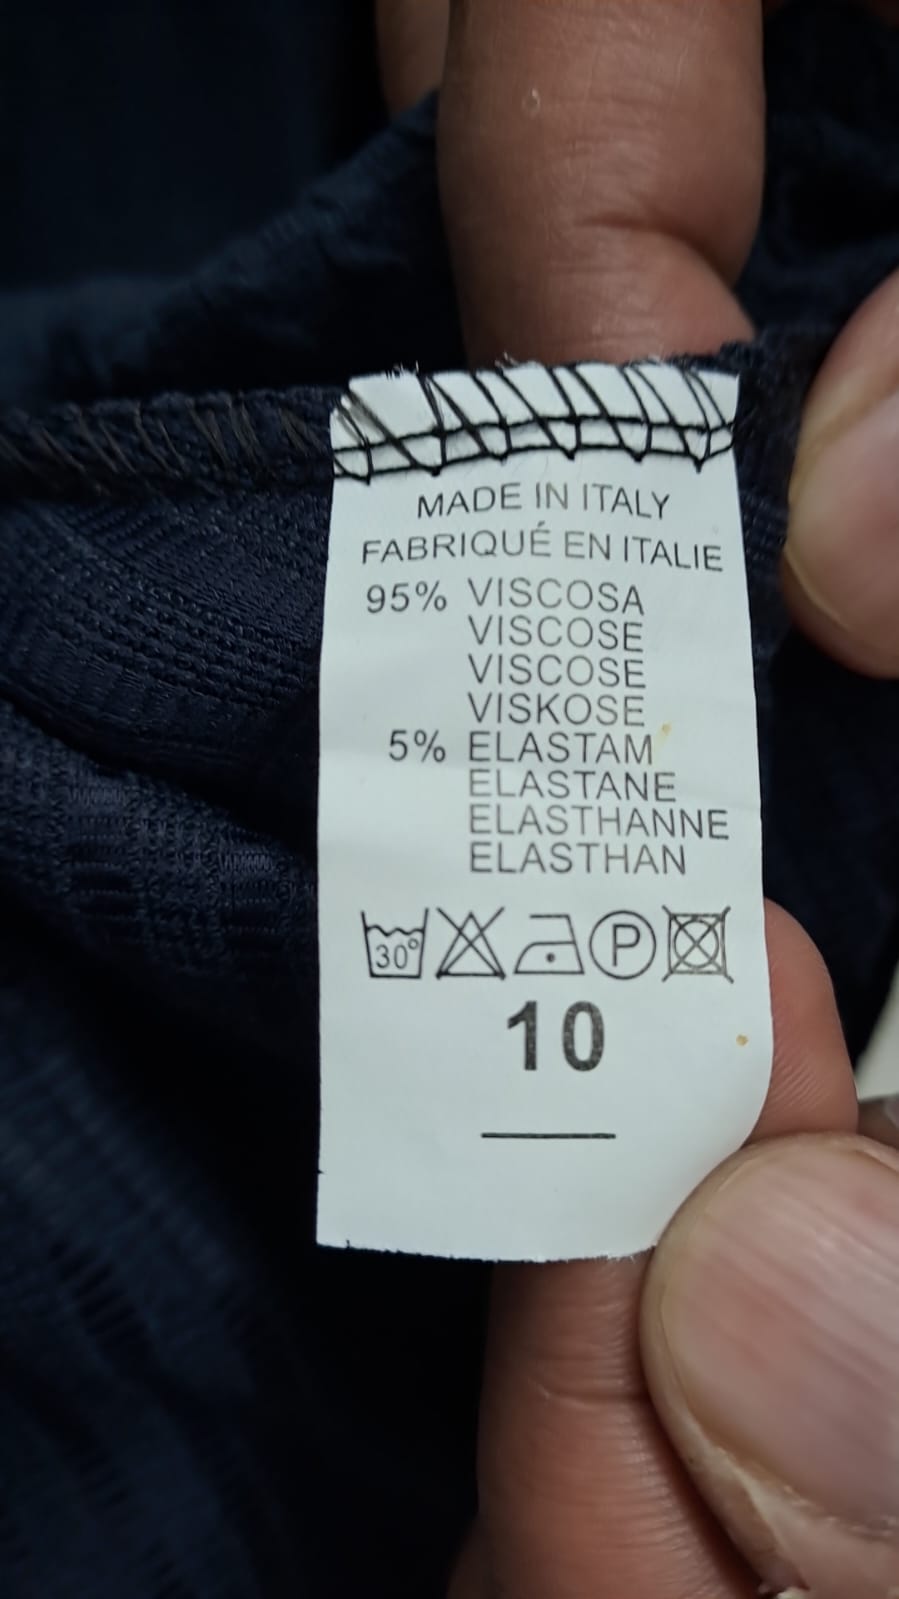 MADE IN ITALY
FABRIQUÉ EN ITALIE
95% VISCOSA
VISCOSE
VISCOSE
VISKOSE
5% ELASTAM
ELASTANE
ELASTHANNE
ELASTHAN
30° P
10